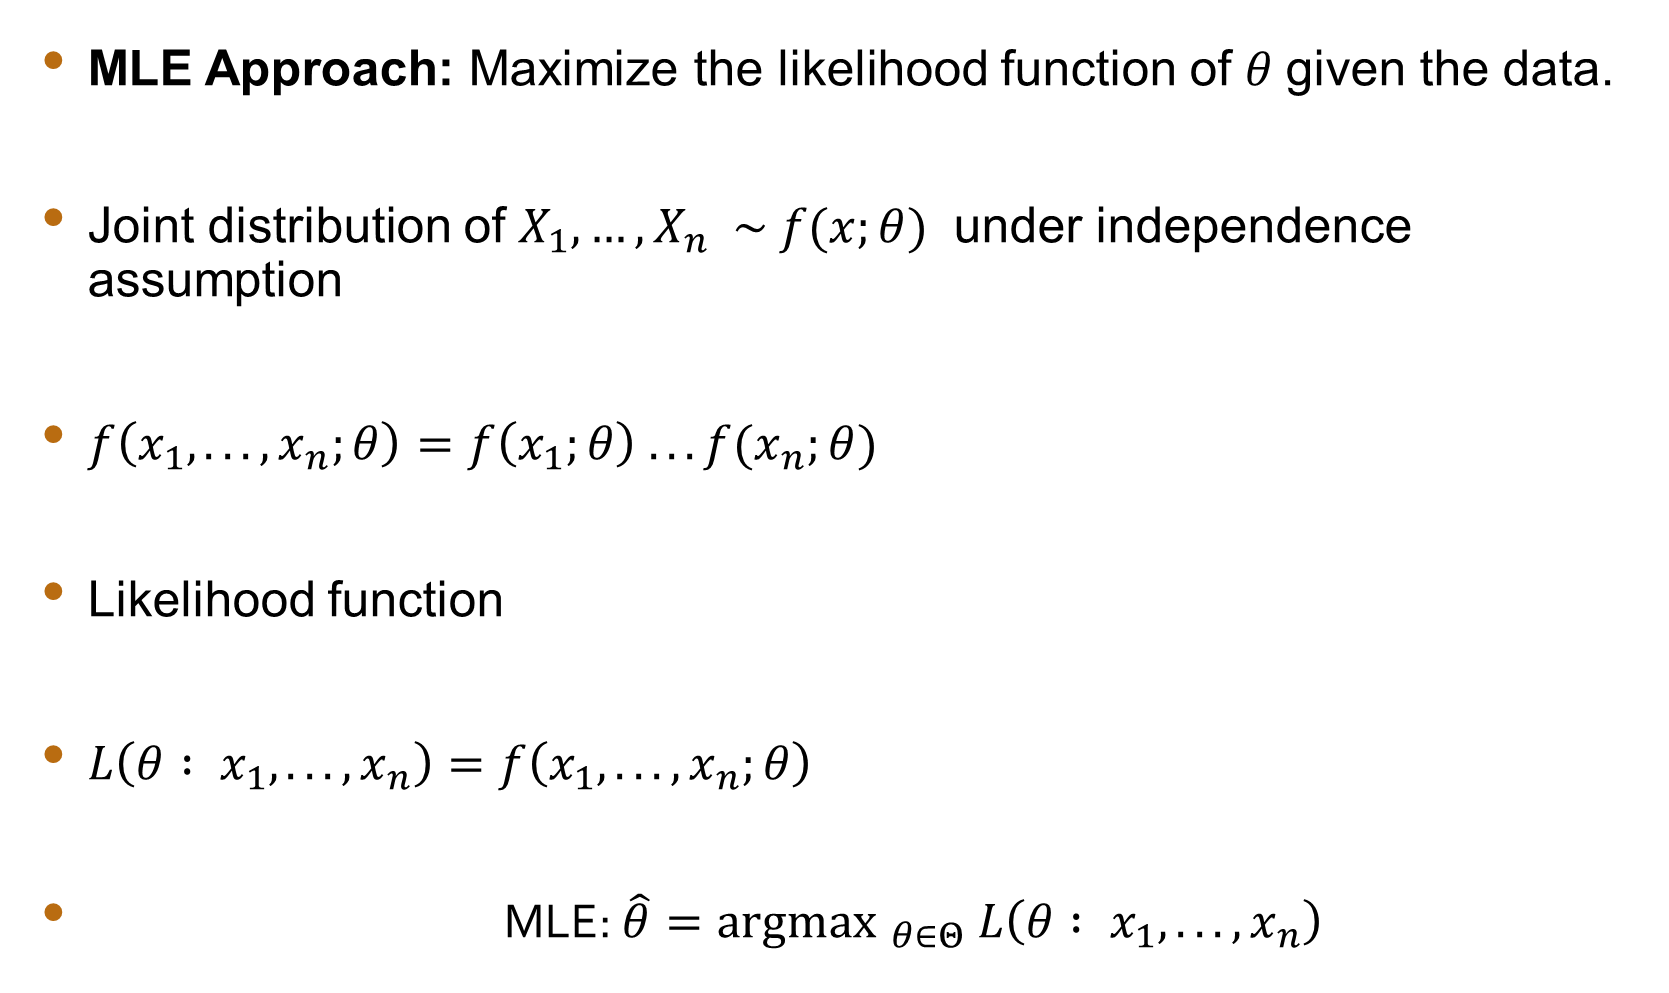 • MLE Approach: Maximize the likelihood function of θ given the data.
• Joint distribution of X₁, … , Xₙ ~ f(x; θ) under independence
assumption
• f(x₁, . . . , xₙ; θ) = f(x₁; θ) . . . f(xₙ; θ)
• Likelihood function
• L(θ : x₁, . . . , xₙ) = f(x₁, . . . , xₙ; θ)
• MLE: θ̂ = argmax θ∈Θ L(θ : x₁, . . . , xₙ)